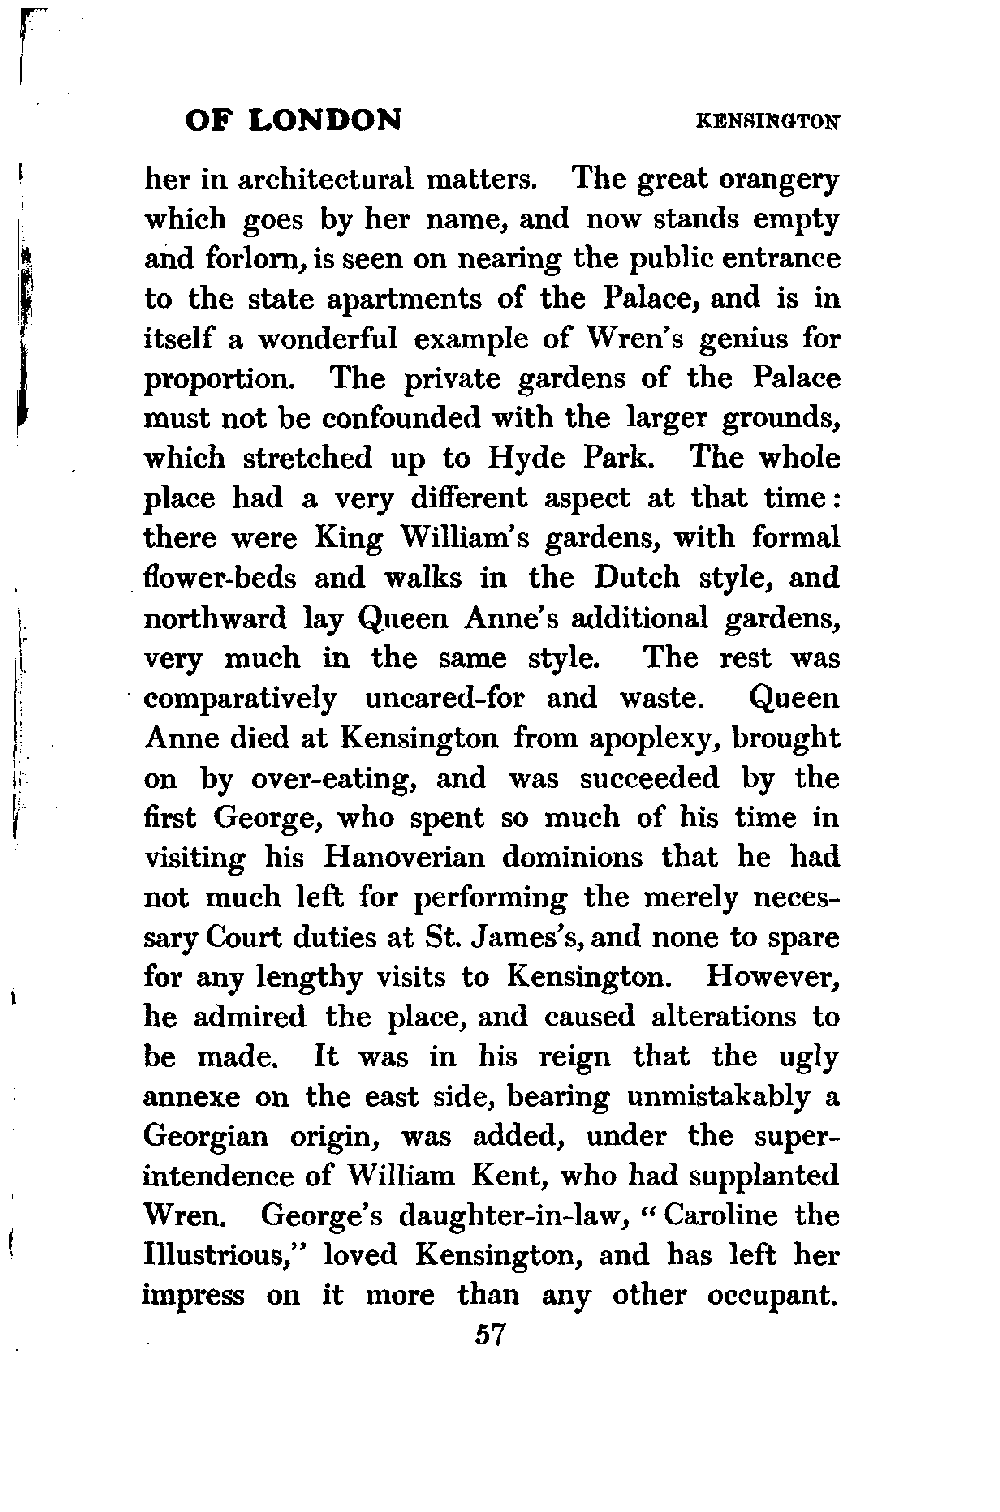 OF LONDON KENSINGTON
her in architectural matters. The great orangery
which goes by her name, and now stands empty
and forlorn, is seen on nearing the public entrance
to the state apartments of the Palace, and is in
itself a wonderful example of Wren's genius for
proportion. The private gardens of the Palace
must not be confounded with the larger grounds,
which stretched up to Hyde Park. The whole
place had a very different aspect at that time:
there were King William's gardens, with formal
flower-beds and walks in the Dutch style, and
northward lay Queen Anne's additional gardens,
very much in the same style. The rest was
comparatively uncared-for and waste. Queen
Anne died at Kensington from apoplexy, brought
on by over-eating, and was succeeded by the
first George, who spent so much of his time in
visiting his Hanoverian dominions that he had
not much left for performing the merely neces-
sary Court duties at St. James's, and none to spare
for any lengthy visits to Kensington. However,
he admired the place, and caused alterations to
be made. It was in his reign that the ugly
annexe on the east side, bearing unmistakably a
Georgian origin, was added, under the super-
intendence of William Kent, who had supplanted
Wren. George's daughter-in-law, "Caroline the
Illustrious," loved Kensington, and has left her
impress on it more than any other occupant.
57